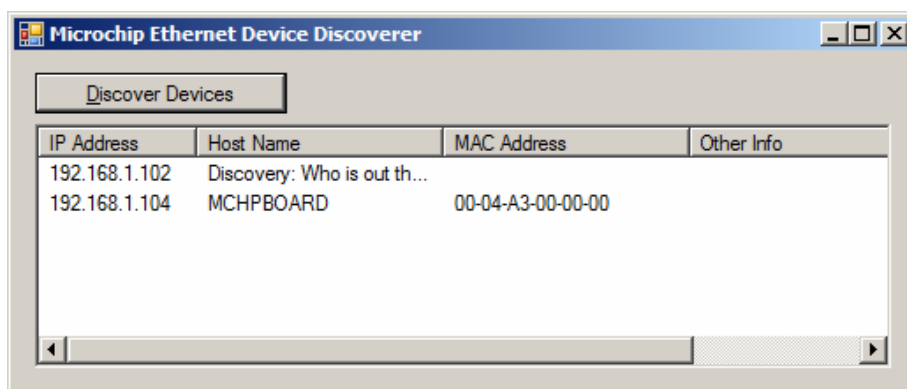 Microchip Ethernet Device Discoverer
Discover Devices
IP Address Host Name MAC Address Other Info
192.168.1.102 Discovery: Who is out th...
192.168.1.104 MCHPBOARD 00-04-A3-00-00-00